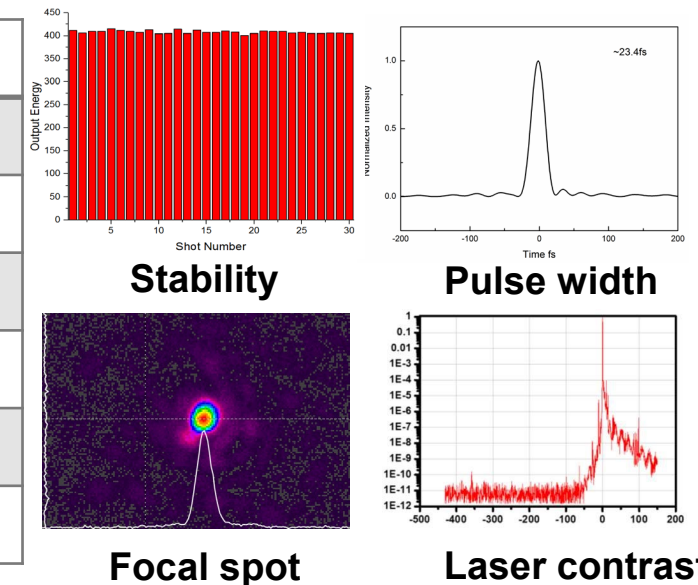 450
400
350
300
250
200
150
100
50
0
Output Energy
5 10 15 20 25 30
Shot Number
Stability
~23.4fs
1.0
0.5
0.0
Normalized Intensity
-200 -100 0 100 200
Time fs
Pulse width
Focal spot
1
0.1
0.01
1E-3
1E-4
1E-5
1E-6
1E-7
1E-8
1E-9
1E-10
1E-11
1E-12
-500 -400 -300 -200 -100 0 100 200
Laser contrast